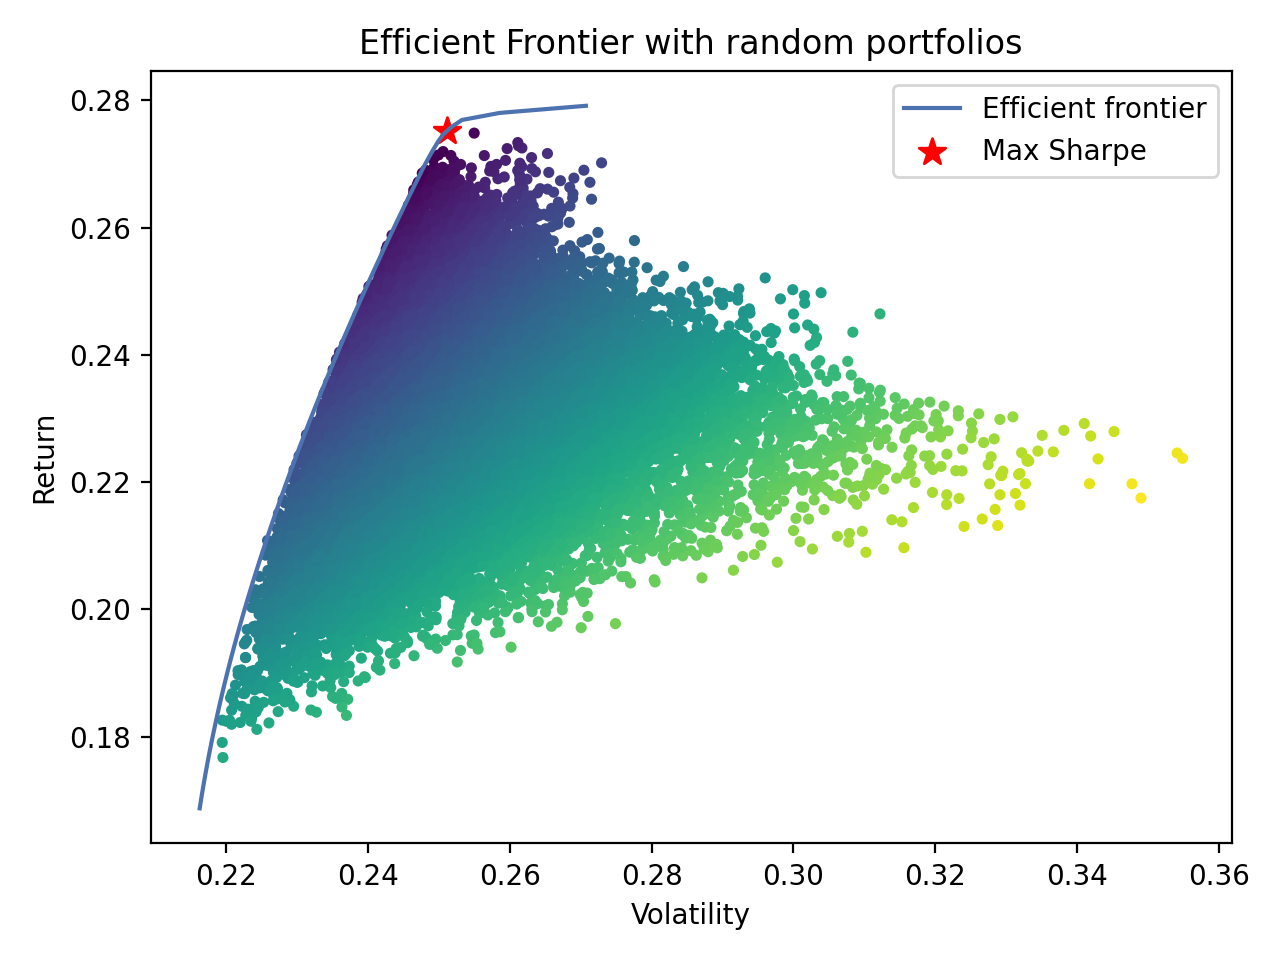 Efficient Frontier with random portfolios
Efficient frontier
Max Sharpe
Return
0.28
0.26
0.24
0.22
0.20
0.18
0.22 0.24 0.26 0.28 0.30 0.32 0.34 0.36
Volatility